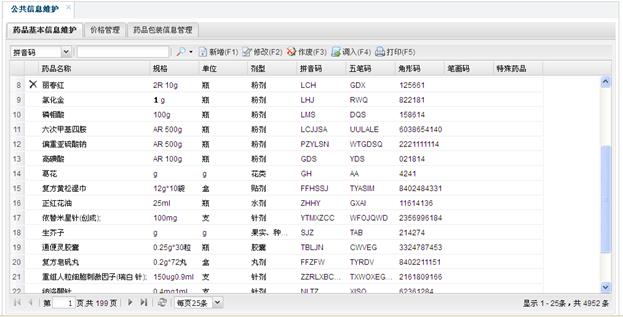 公共信息维护
药品基本信息维护 价格管理 药品包装信息管理
拼音码 新增(F1) 修改(F2) 作废(F3) 调入(F4) 打印(F5)
药品名称 规格 单位 剂型 拼音码 五笔码 角形码 笔画码 特殊药品
8 丽春红 2R 10g 瓶 粉剂 LCH GDX 125661
9 氯化金 1 g 瓶 粉剂 LHJ RWQ 822181
10 磷钼酸 100g 瓶 粉剂 LMS DQS 158614
11 六次甲基四胺 AR 500g 瓶 粉剂 LCJJSA UULALE 6038654140
12 偏重亚硫酸钠 AR 500g 瓶 粉剂 PZYLSN WTGDSQ 2221111114
13 高碘酸 AR 100g 瓶 粉剂 GDS YDS 021814
14 葛花 g g 花类 GH AA 4241
15 复方黄松湿巾 12g*10袋 盒 贴剂 FFHSSJ TYASIM 8402484331
16 正红花油 25ml 瓶 水剂 ZHHY GXAI 11614136
17 依替米星针(创成); 100mg 支 针剂 YTMXZCC WFOJQWD 2356996184
18 生芥子 g g 果实、种... SJZ TAB 214274
19 通便灵胶囊 0.25g*30粒 瓶 胶囊 TBLJN CWVEG 3324787453
20 复方皂矾丸 0.2g*72丸 盒 丸剂 FFZFW TYRDV 8402211151
21 重组人粒细胞刺激因子(瑞白 针); 150ug0.9ml 支 针剂 ZZRLXBC... TXWOXEG... 2161809166
22 纳洛酮针 0.4mg1ml 支 针剂 NLTZ XISQ 62361284
第 1 页共 199 页 每页25条 显示 1 - 25条，共 4952 条